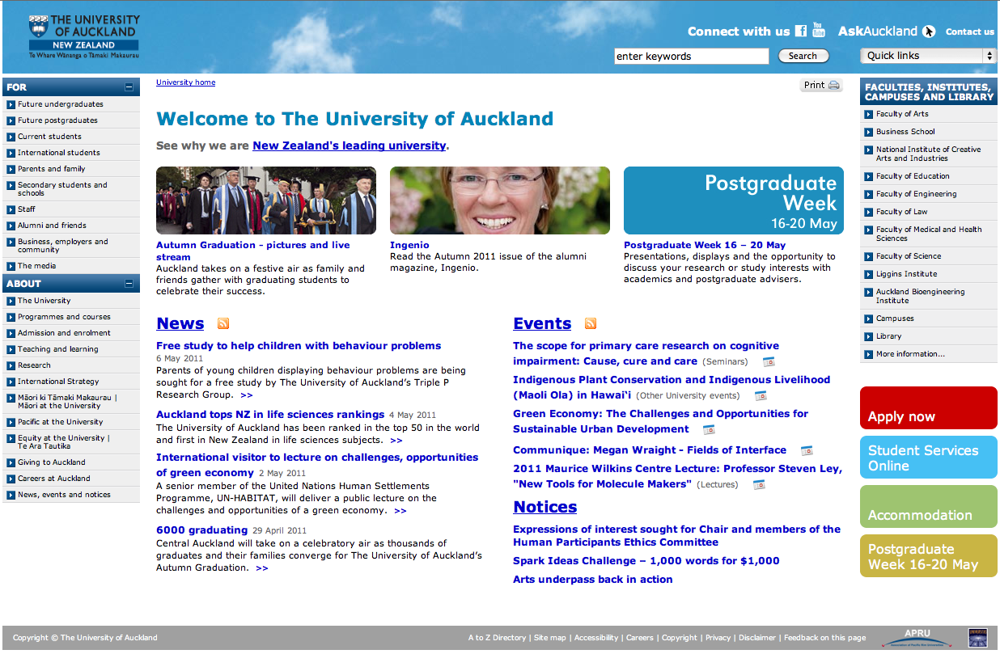 THE UNIVERSITY
OF AUCKLAND
NEW ZEALAND
Te Whare Wānanga o Tāmaki Makaurau
Connect with us
You
Tube
AskAuckland
Contact us
enter keywords
Search
Quick links
FOR
Future undergraduates
Future postgraduates
Current students
International students
Parents and family
Secondary students and
schools
Staff
Alumni and friends
Business, employers and
community
The media
ABOUT
The University
Programmes and courses
Admission and enrolment
Teaching and learning
Research
International Strategy
Māori ki Tāmaki Makaurau |
Māori at the University
Pacific at the University
Equity at the University |
Te Ara Tautika
Giving to Auckland
Careers at Auckland
News, events and notices
University home
Print
Welcome to The University of Auckland
See why we are New Zealand's leading university.
Autumn Graduation - pictures and live
stream
Auckland takes on a festive air as family and
friends gather with graduating students to
celebrate their success.
Ingenio
Read the Autumn 2011 issue of the alumni
magazine, Ingenio.
Postgraduate
Week
16-20 May
Postgraduate Week 16 – 20 May
Presentations, displays and the opportunity to
discuss your research or study interests with
academics and postgraduate advisers.
News
Free study to help children with behaviour problems
6 May 2011
Parents of young children displaying behaviour problems are being
sought for a free study by The University of Auckland’s Triple P
Research Group. >>
Auckland tops NZ in life sciences rankings 4 May 2011
The University of Auckland has been ranked in the top 50 in the world
and first in New Zealand in life sciences subjects. >>
International visitor to lecture on challenges, opportunities
of green economy 2 May 2011
A senior member of the United Nations Human Settlements
Programme, UN-HABITAT, will deliver a public lecture on the
challenges and opportunities of a green economy. >>
6000 graduating 29 April 2011
Central Auckland will take on a celebratory air as thousands of
graduates and their families converge for The University of Auckland’s
Autumn Graduation. >>
Events
The scope for primary care research on cognitive
impairment: Cause, cure and care (Seminars)
Indigenous Plant Conservation and Indigenous Livelihood
(Maoli Ola) in Hawai‘i (Other University events)
Green Economy: The Challenges and Opportunities for
Sustainable Urban Development
Communique: Megan Wraight - Fields of Interface
2011 Maurice Wilkins Centre Lecture: Professor Steven Ley,
"New Tools for Molecule Makers" (Lectures)
Notices
Expressions of interest sought for Chair and members of the
Human Participants Ethics Committee
Spark Ideas Challenge – 1,000 words for $1,000
Arts underpass back in action
FACULTIES, INSTITUTES,
CAMPUSES AND LIBRARY
Faculty of Arts
Business School
National Institute of Creative
Arts and Industries
Faculty of Education
Faculty of Engineering
Faculty of Law
Faculty of Medical and Health
Sciences
Faculty of Science
Liggins Institute
Auckland Bioengineering
Institute
Campuses
Library
More information...
Apply now
Student Services
Online
Accommodation
Postgraduate
Week 16-20 May
Copyright © The University of Auckland
A to Z Directory | Site map | Accessibility | Careers | Copyright | Privacy | Disclaimer | Feedback on this page
APRU